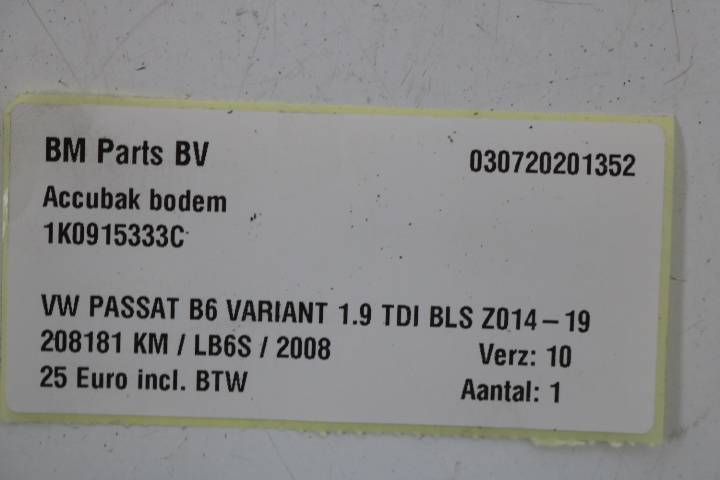 BM Parts BV 030720201352
Accubak bodem
1K0915333C
VW PASSAT B6 VARIANT 1.9 TDI BLS Z014-19
208181 KM / LB6S / 2008 Verz: 10
25 Euro incl. BTW Aantal: 1